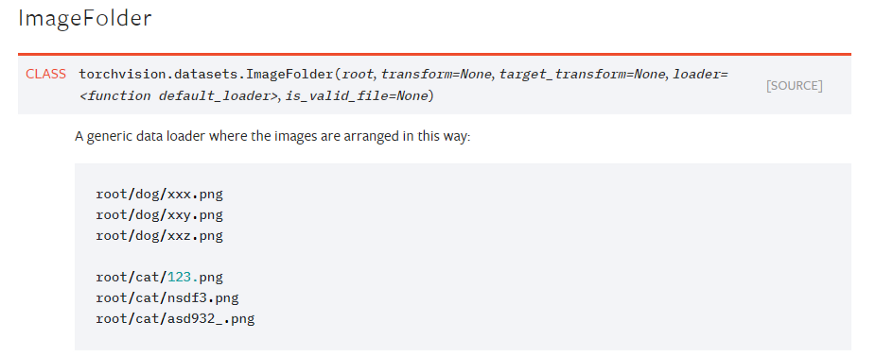 ImageFolder
CLASS torchvision.datasets.ImageFolder(root, transform=None, target_transform=None, loader=
<function default_loader>, is_valid_file=None)
[SOURCE]
A generic data loader where the images are arranged in this way:
root/dog/xxx.png
root/dog/xxy.png
root/dog/xxz.png
root/cat/123.png
root/cat/nsdf3.png
root/cat/asd932_.png